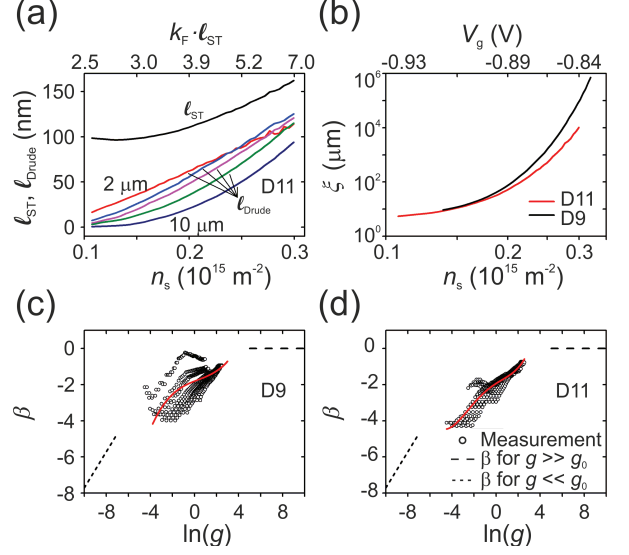 (a)
k_F·ℓ_ST
2.5 3.0 3.9 5.2 7.0
150
100
50
0
ℓ_ST, ℓ_Drude (nm)
ℓ_ST
2 μm
D11
ℓ_Drude
10 μm
0.1 0.2 0.3
n_s (10^15 m^-2)
(b)
V_g (V)
-0.93 -0.89 -0.84
10^6
10^4
10^2
10^0
ξ (μm)
D11
D9
0.1 0.2 0.3
n_s (10^15 m^-2)
(c)
0
-2
-4
-6
-8
β
D9
-8 -4 0 4 8
ln(g)
(d)
0
-2
-4
-6
-8
β
D11
Measurement
β for g >> g_0
β for g << g_0
-8 -4 0 4 8
ln(g)